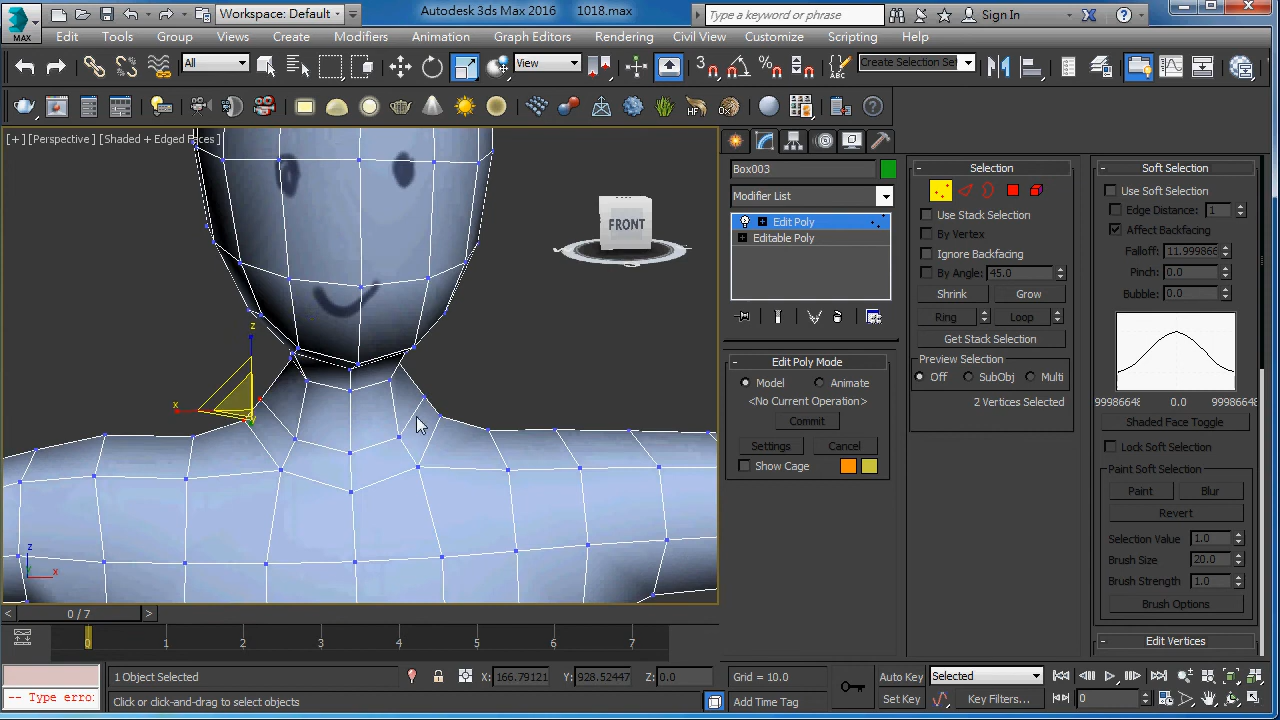 MAX
Workspace: Default
Autodesk 3ds Max 2016 1018.max
Type a keyword or phrase
Sign In
Edit Tools Group Views Create Modifiers Animation Graph Editors Rendering Civil View Customize Scripting Help
All
View
3
Create Selection Set
[+] [Perspective] [Shaded + Edged Faces]
FRONT
z
x
z
x
Box003
Modifier List
Edit Poly
Editable Poly
- Edit Poly Mode
Model Animate
<No Current Operation>
Commit
Settings Cancel
Show Cage
- Selection
Use Stack Selection
By Vertex
Ignore Backfacing
By Angle: 45.0
Shrink Grow
Ring Loop
Get Stack Selection
Preview Selection
Off SubObj Multi
2 Vertices Selected
- Soft Selection
Use Soft Selection
Edge Distance: 1
Affect Backfacing
Falloff: 11.999866
Pinch: 0.0
Bubble: 0.0
99998648 0.0 99998648
Shaded Face Toggle
Lock Soft Selection
Paint Soft Selection
Paint Blur
Revert
Selection Value 1.0
Brush Size 20.0
Brush Strength 1.0
Brush Options
- Edit Vertices
< 0 / 7 >
0 1 2 3 4 5 6 7
1 Object Selected
X: 166.79121 Y: 928.52447 Z: 0.0
Grid = 10.0
Auto Key Selected
-- Type erro:
Click or click-and-drag to select objects
Add Time Tag
Set Key Key Filters...
0